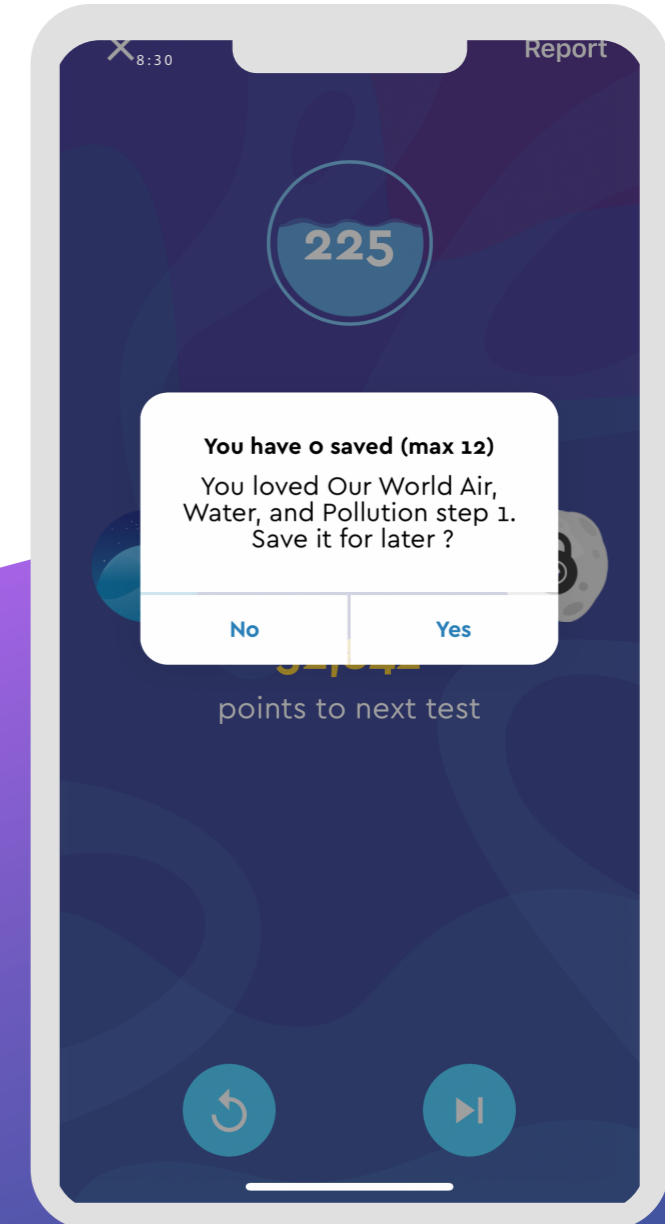 8:30
Report
225
You have 0 saved (max 12)
You loved Our World Air,
Water, and Pollution step 1.
Save it for later ?
No
Yes
points to next test